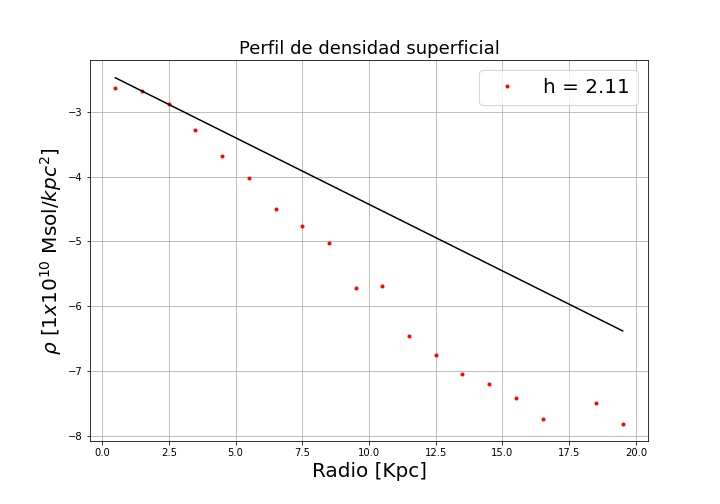 Perfil de densidad superficial
h = 2.11
ρ [1x10¹⁰ Msol/kpc²]
−3
−4
−5
−6
−7
−8
0.0 2.5 5.0 7.5 10.0 12.5 15.0 17.5 20.0
Radio [Kpc]